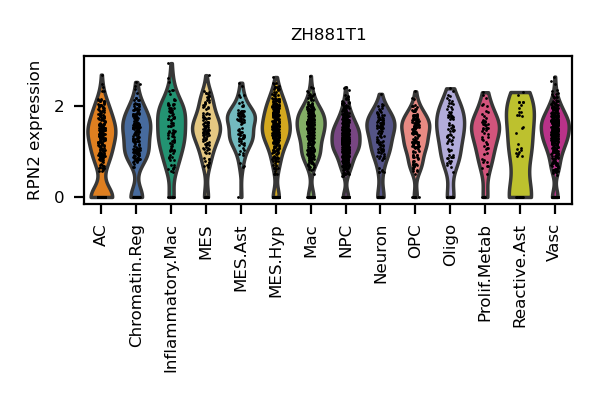 ZH881T1
RPN2 expression
2
0
AC
Chromatin.Reg
Inflammatory.Mac
MES
MES.Ast
MES.Hyp
Mac
NPC
Neuron
OPC
Oligo
Prolif.Metab
Reactive.Ast
Vasc